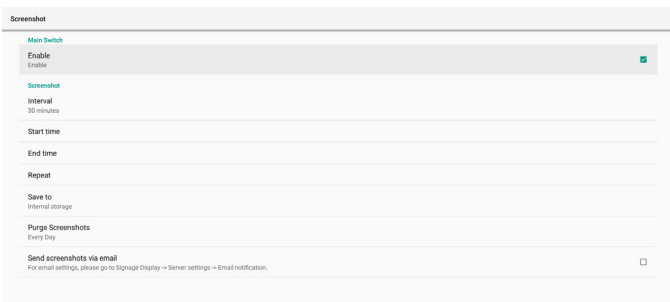 Screenshot
Main Switch
Enable
Enable
Screenshot
Interval
30 minutes
Start time
End time
Repeat
Save to
Internal storage
Purge Screenshots
Every Day
Send screenshots via email
For email settings, please go to Signage Display -> Server settings -> Email notification.